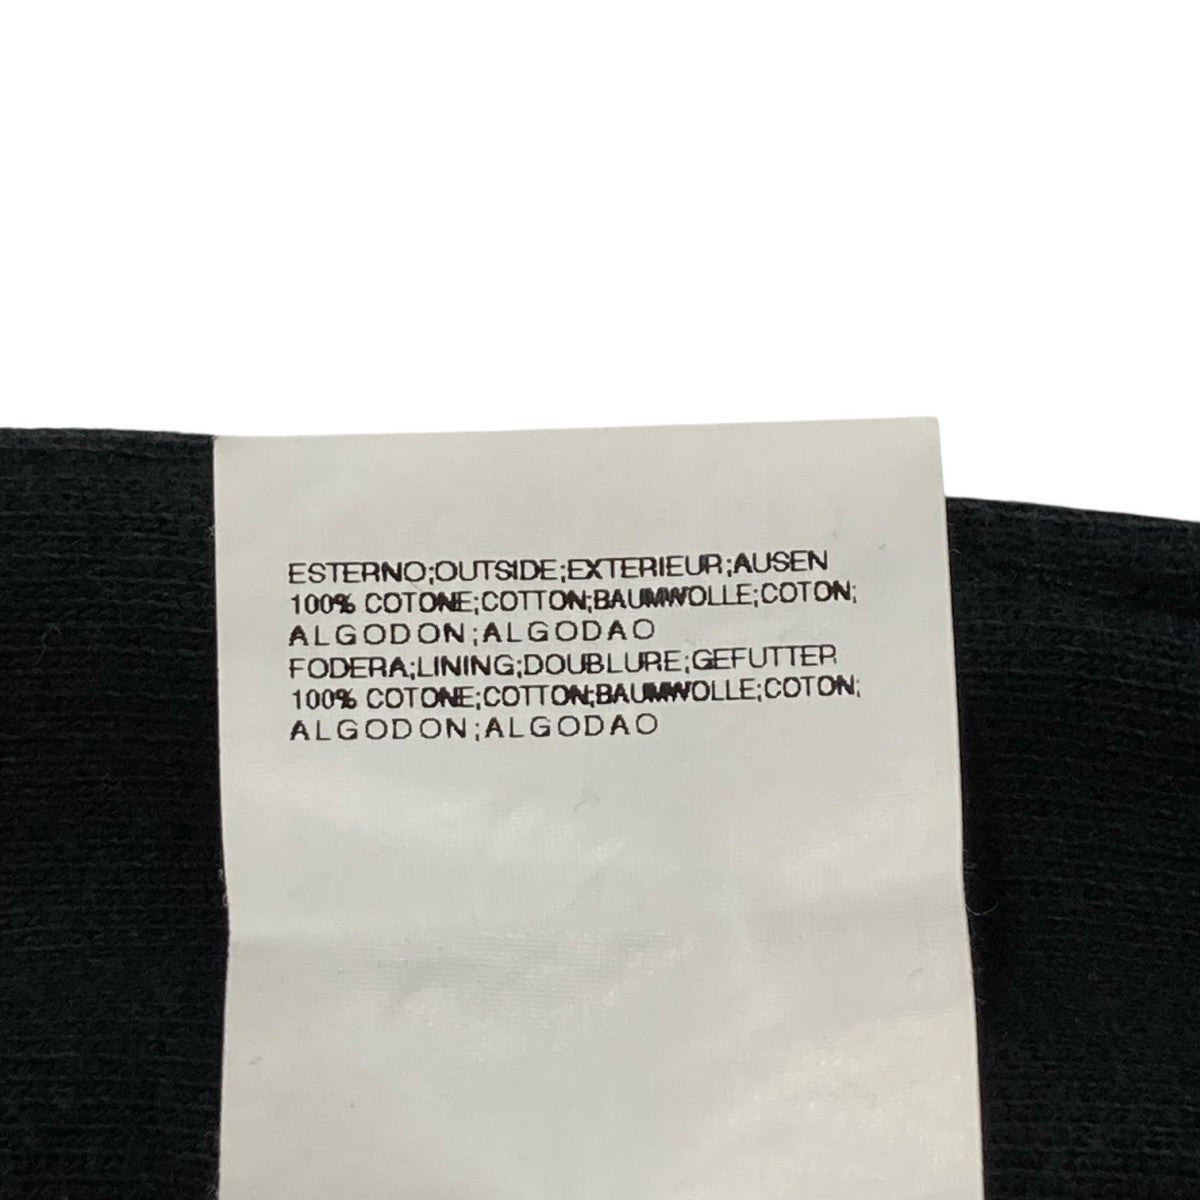 ESTERNO;OUTSIDE;EXTERIEUR;AUSEN
100% COTONE;COTTON;BAUMWOLLE;COTON;
ALGODON;ALGODAO
FODERA;LINING;DOUBLURE;GEFUTTER
100% COTONE;COTTON;BAUMWOLLE;COTON;
ALGODON;ALGODAO